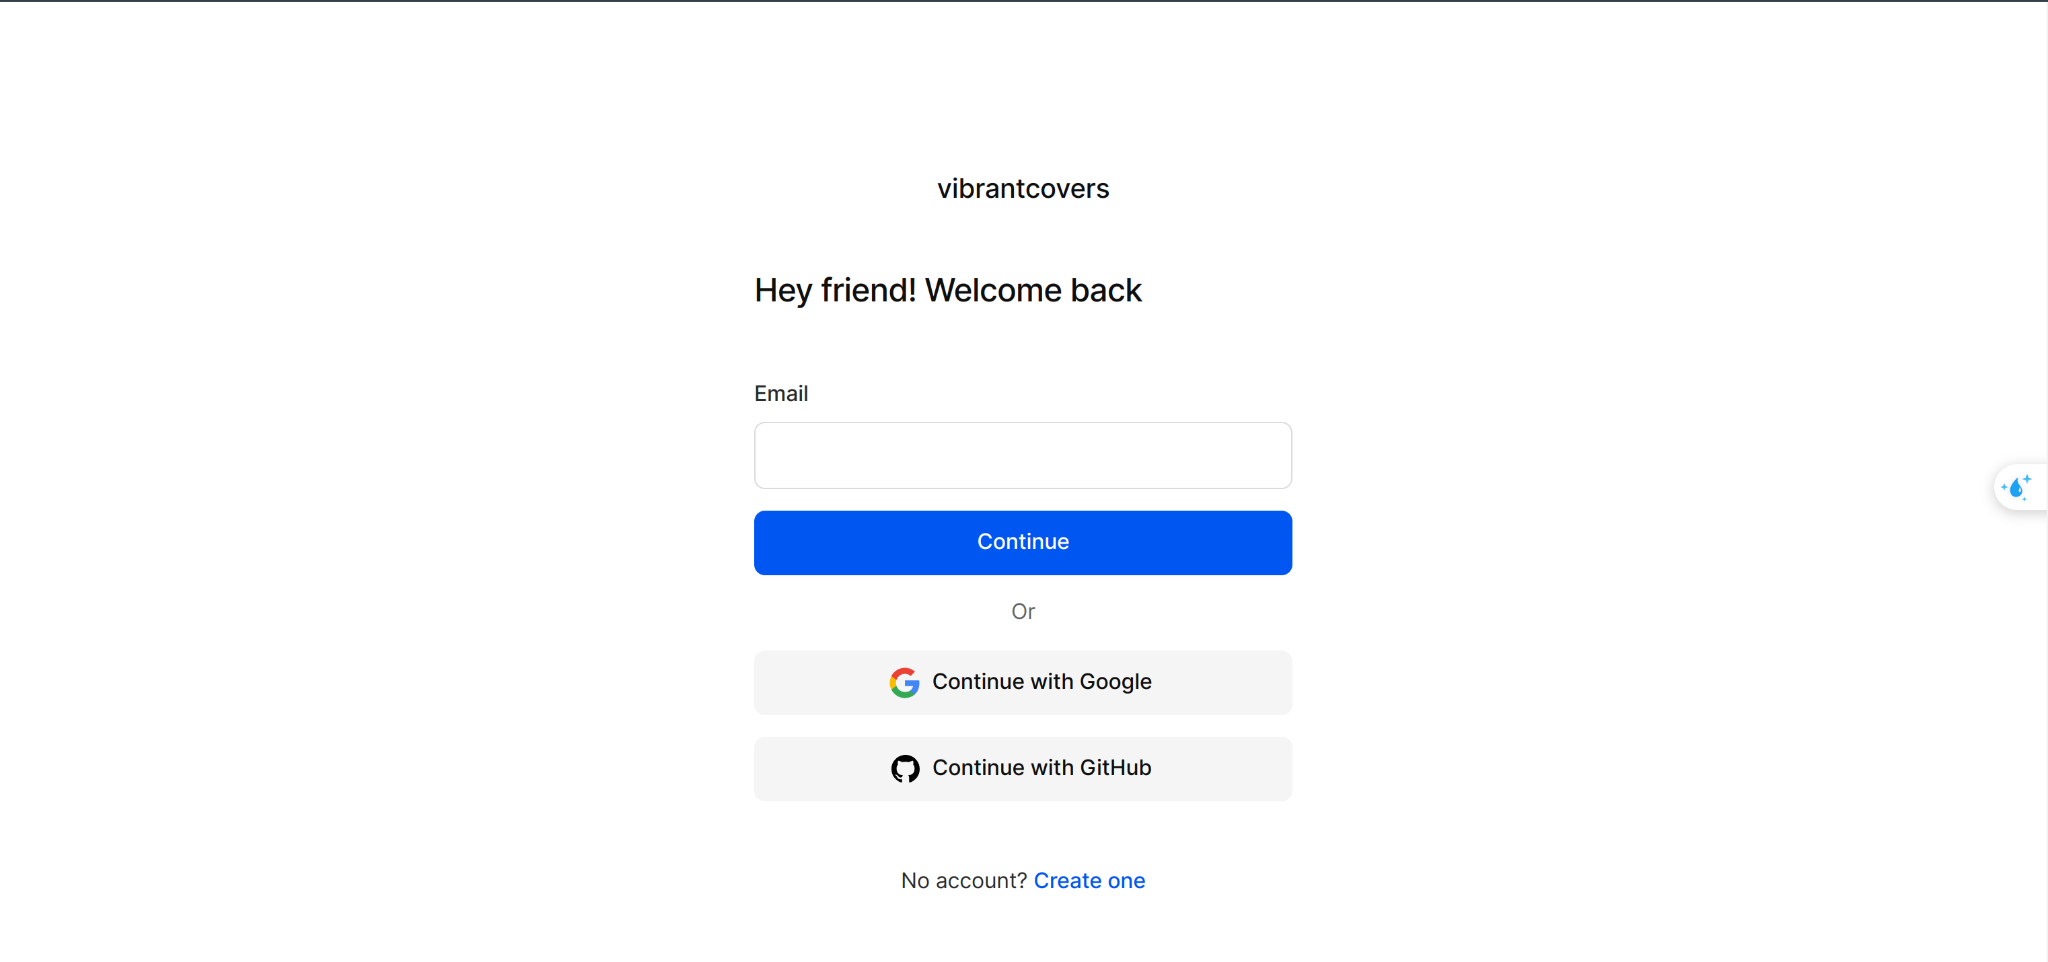 vibrantcovers
Hey friend! Welcome back
Email
Continue
Or
Continue with Google
Continue with GitHub
No account? Create one